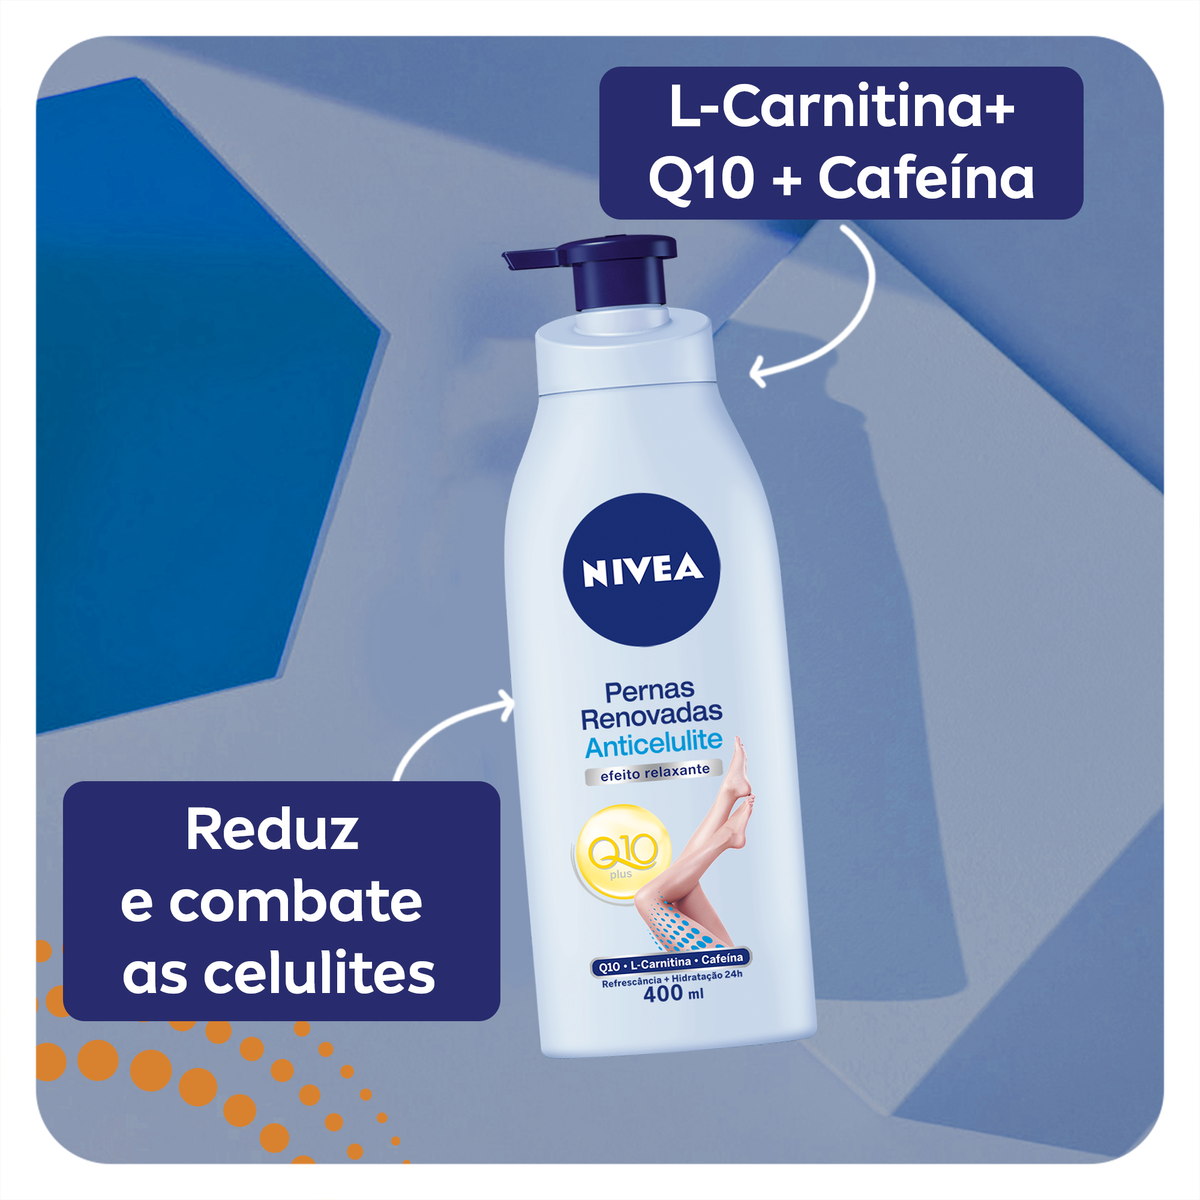 L-Carnitina+
Q10 + Cafeína
NIVEA
Pernas
Renovadas
Anticelulite
efeito relaxante
Q10
plus
Q10 • L-Carnitina • Cafeína
Refrescância + Hidratação 24h
400 ml
Reduz
e combate
as celulites